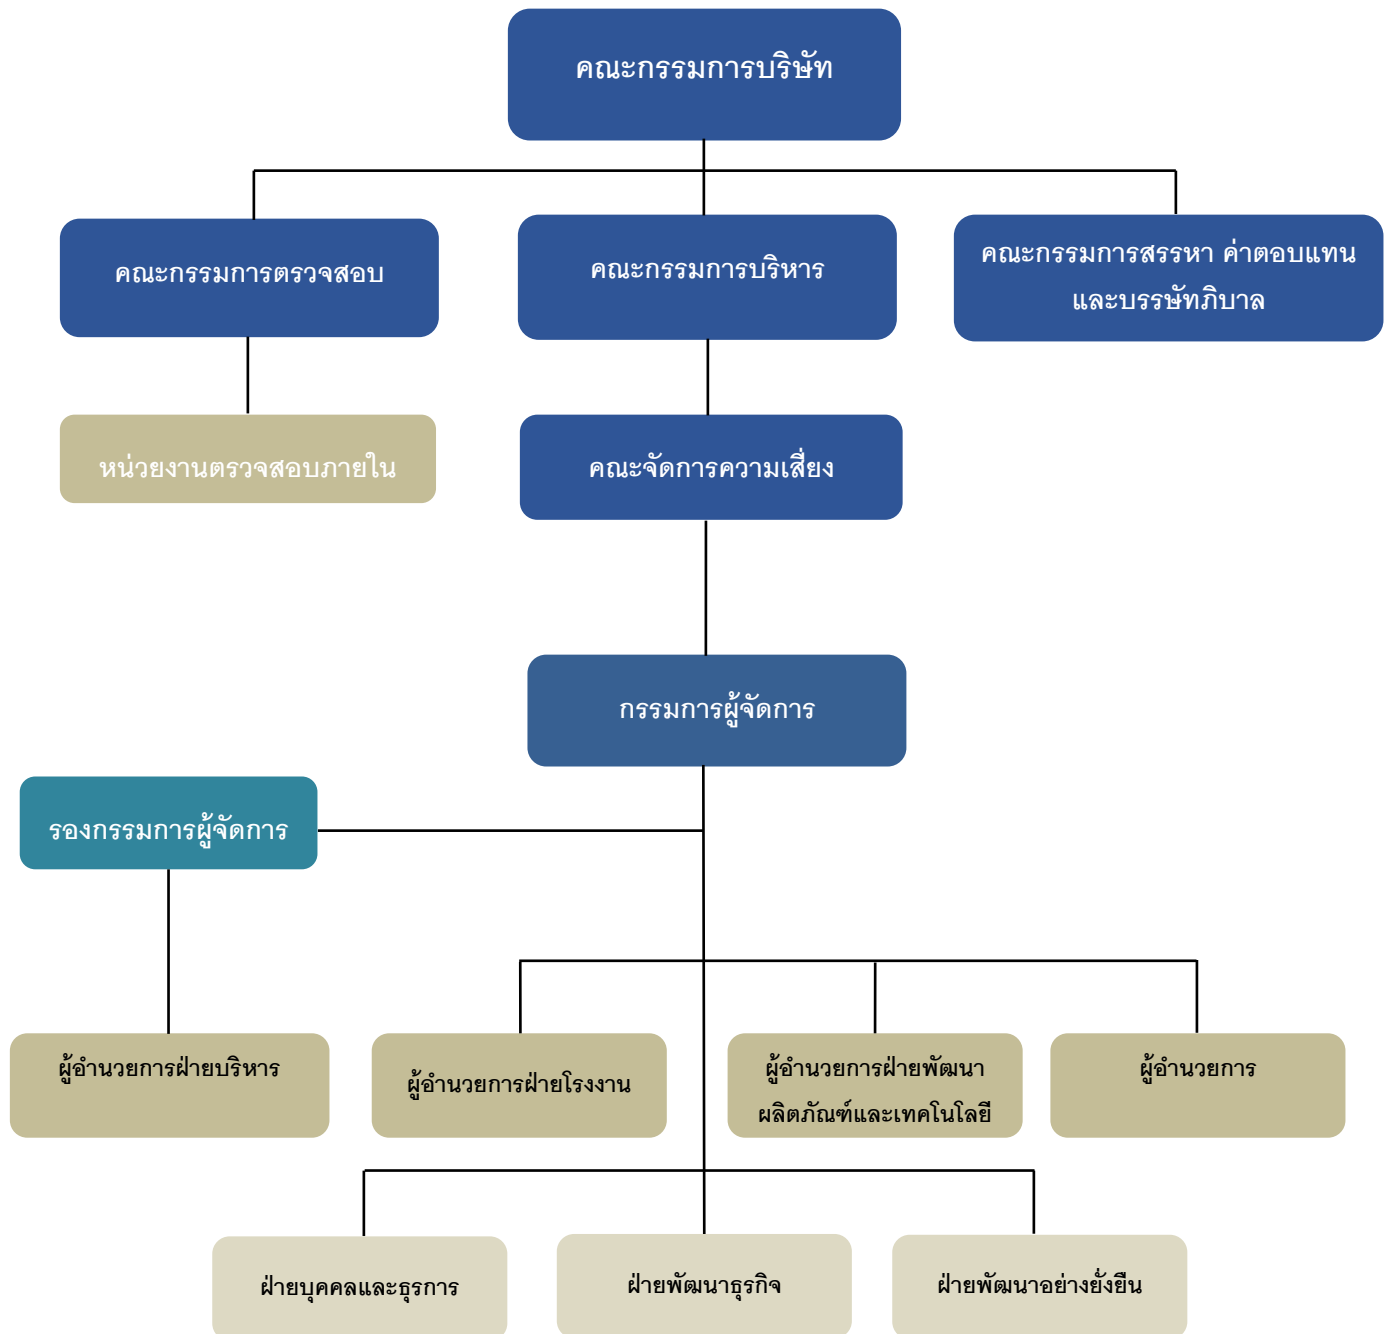 คณะกรรมการบริษัท
คณะกรรมการตรวจสอบ
คณะกรรมการบริหาร
คณะกรรมการสรรหา ค่าตอบแทน
และบรรษัทภิบาล
หน่วยงานตรวจสอบภายใน
คณะจัดการความเสี่ยง
กรรมการผู้จัดการ
รองกรรมการผู้จัดการ
ผู้อำนวยการฝ่ายบริหาร
ผู้อำนวยการฝ่ายโรงงาน
ผู้อำนวยการฝ่ายพัฒนา
ผลิตภัณฑ์และเทคโนโลยี
ผู้อำนวยการ
ฝ่ายบุคคลและธุรการ
ฝ่ายพัฒนาธุรกิจ
ฝ่ายพัฒนาอย่างยั่งยืน